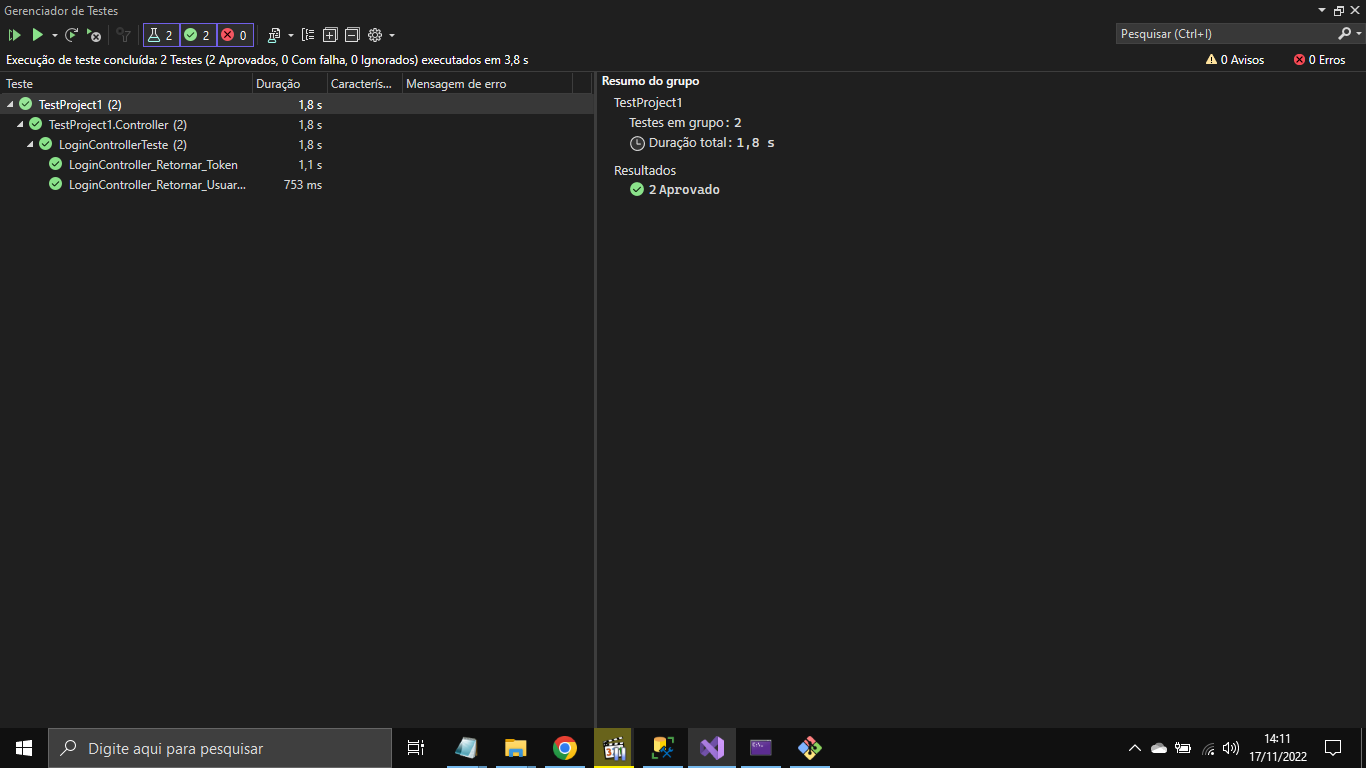 Gerenciador de Testes
2 2 0
Pesquisar (Ctrl+I)
Execução de teste concluída: 2 Testes (2 Aprovados, 0 Com falha, 0 Ignorados) executados em 3,8 s
0 Avisos 0 Erros
Teste Duração Caracterís... Mensagem de erro
TestProject1 (2) 1,8 s
TestProject1.Controller (2) 1,8 s
LoginControllerTeste (2) 1,8 s
LoginController_Retornar_Token 1,1 s
LoginController_Retornar_Usuar... 753 ms
Resumo do grupo
TestProject1
Testes em grupo: 2
Duração total: 1,8 s
Resultados
2 Aprovado
Digite aqui para pesquisar
14:11
17/11/2022